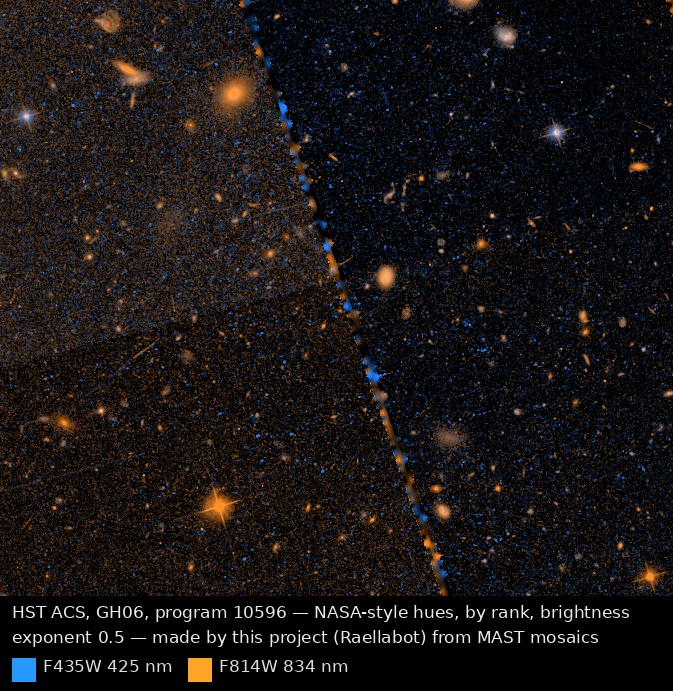 HST ACS, GH06, program 10596 — NASA-style hues, by rank, brightness
exponent 0.5 — made by this project (Raellabot) from MAST mosaics
F435W 425 nm F814W 834 nm